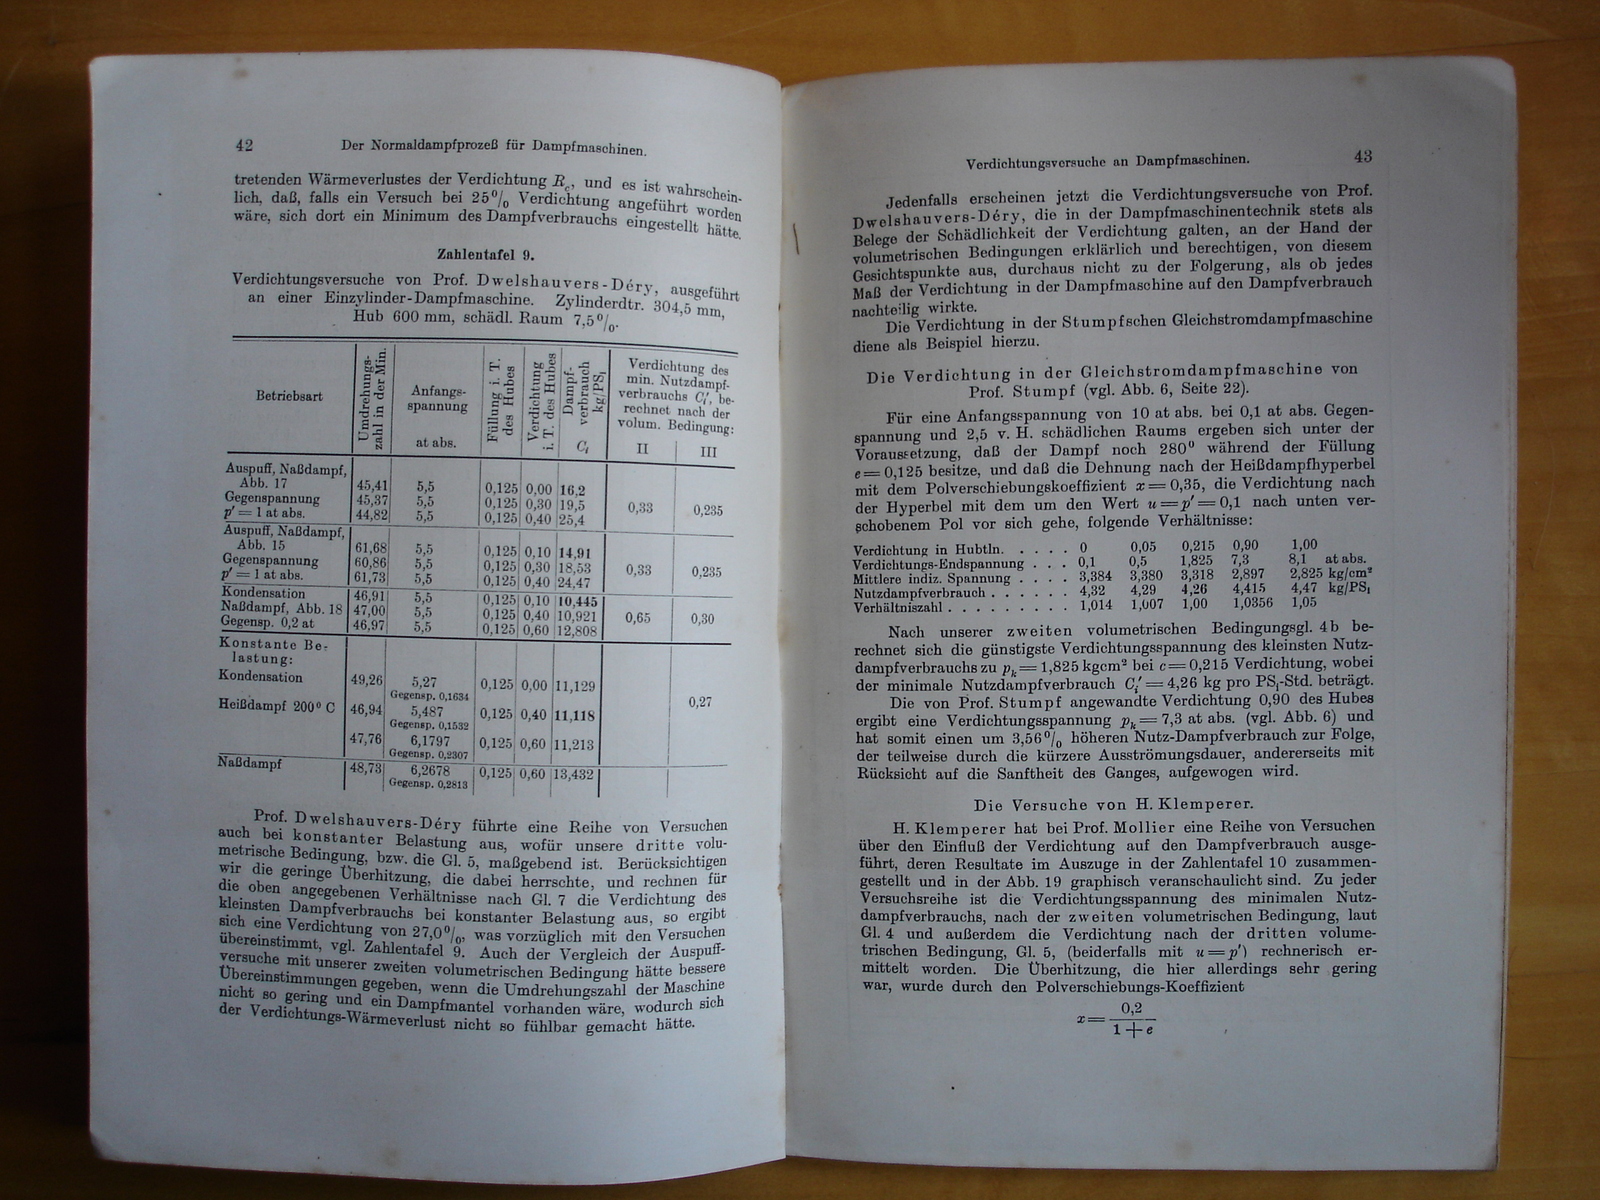 42 Der Normaldampfprozeß für Dampfmaschinen.
tretenden Wärmeverlustes der Verdichtung R_c, und es ist wahrschein-
lich, daß, falls ein Versuch bei 25 % Verdichtung angeführt worden
wäre, sich dort ein Minimum des Dampfverbrauchs eingestellt hätte.
Zahlentafel 9.
Verdichtungsversuche von Prof. Dwelshauvers-Déry, ausgeführt
an einer Einzylinder-Dampfmaschine. Zylinderdtr. 304,5 mm,
Hub 600 mm, schädl. Raum 7,5 %.
Betriebsart
Umdrehungs-
zahl in der Min.
Anfangs-
spannung
at abs.
Füllung i. T.
des Hubes
Verdichtung
i. T. des Hubes
Dampf-
verbrauch
kg/PSi
Ci
Verdichtung des
min. Nutzdampf-
verbrauchs Ci', be-
rechnet nach der
volum. Bedingung:
II III
Auspuff, Naßdampf,
Abb. 17 45,41 5,5 0,125 0,00 16,2
Gegenspannung 45,37 5,5 0,125 0,30 19,5 0,33 0,235
p' = 1 at abs. 44,82 5,5 0,125 0,40 25,4
Auspuff, Naßdampf,
Abb. 15 61,68 5,5 0,125 0,10 14,91
Gegenspannung 60,86 5,5 0,125 0,30 18,53 0,33 0,235
p' = 1 at abs. 61,73 5,5 0,125 0,40 24,47
Kondensation 46,91 5,5 0,125 0,10 10,445
Naßdampf, Abb. 18 47,00 5,5 0,125 0,40 10,921 0,65 0,30
Gegensp. 0,2 at 46,97 5,5 0,125 0,60 12,808
Konstante Be-
lastung:
Kondensation 49,26 5,27 0,125 0,00 11,129
Gegensp. 0,1634
Heißdampf 200° C 46,94 5,487 0,125 0,40 11,118 0,27
Gegensp. 0,1532
47,76 6,1797 0,125 0,60 11,213
Gegensp. 0,2307
Naßdampf 48,73 6,2678 0,125 0,60 13,432
Gegensp. 0,2813
Prof. Dwelshauvers-Déry führte eine Reihe von Versuchen
auch bei konstanter Belastung aus, wofür unsere dritte volu-
metrische Bedingung, bzw. die Gl. 5, maßgebend ist. Berücksichtigen
wir die geringe Überhitzung, die dabei herrschte, und rechnen für
die oben angegebenen Verhältnisse nach Gl. 7 die Verdichtung des
kleinsten Dampfverbrauchs bei konstanter Belastung aus, so ergibt
sich eine Verdichtung von 27,0 %, was vorzüglich mit den Versuchen
übereinstimmt, vgl. Zahlentafel 9. Auch der Vergleich der Auspuff-
versuche mit unserer zweiten volumetrischen Bedingung hätte bessere
Übereinstimmungen gegeben, wenn die Umdrehungszahl der Maschine
nicht so gering und ein Dampfmantel vorhanden wäre, wodurch sich
der Verdichtungs-Wärmeverlust nicht so fühlbar gemacht hätte.
Verdichtungsversuche an Dampfmaschinen. 43
Jedenfalls erscheinen jetzt die Verdichtungsversuche von Prof.
Dwelshauvers-Déry, die in der Dampfmaschinentechnik stets als
Belege der Schädlichkeit der Verdichtung galten, an der Hand der
volumetrischen Bedingungen erklärlich und berechtigen, von diesem
Gesichtspunkte aus, durchaus nicht zu der Folgerung, als ob jedes
Maß der Verdichtung in der Dampfmaschine auf den Dampfverbrauch
nachteilig wirkte.
Die Verdichtung in der Stumpfschen Gleichstromdampfmaschine
diene als Beispiel hierzu.
Die Verdichtung in der Gleichstromdampfmaschine von
Prof. Stumpf (vgl. Abb. 6, Seite 22).
Für eine Anfangsspannung von 10 at abs. bei 0,1 at abs. Gegen-
spannung und 2,5 v. H. schädlichen Raums ergeben sich unter der
Voraussetzung, daß der Dampf noch 280° während der Füllung
e = 0,125 besitze, und daß die Dehnung nach der Heißdampfhyperbel
mit dem Polverschiebungskoeffizient x = 0,35, die Verdichtung nach
der Hyperbel mit dem um den Wert u = p' = 0,1 nach unten ver-
schobenem Pol vor sich gehe, folgende Verhältnisse:
Verdichtung in Hubtln. . . . . 0 0,05 0,215 0,90 1,00
Verdichtungs-Endspannung . . . 0,1 0,5 1,825 7,3 8,1 at abs.
Mittlere indiz. Spannung . . . . 3,384 3,380 3,318 2,897 2,825 kg/cm²
Nutzdampfverbrauch . . . . . . 4,32 4,29 4,26 4,415 4,47 kg/PSi
Verhältniszahl . . . . . . . . . 1,014 1,007 1,00 1,0356 1,05
Nach unserer zweiten volumetrischen Bedingungsgl. 4b be-
rechnet sich die günstigste Verdichtungsspannung des kleinsten Nutz-
dampfverbrauchs zu p_k = 1,825 kgcm² bei c = 0,215 Verdichtung, wobei
der minimale Nutzdampfverbrauch Ci' = 4,26 kg pro PSi-Std. beträgt.
Die von Prof. Stumpf angewandte Verdichtung 0,90 des Hubes
ergibt eine Verdichtungsspannung p_k = 7,3 at abs. (vgl. Abb. 6) und
hat somit einen um 3,56 % höheren Nutz-Dampfverbrauch zur Folge,
der teilweise durch die kürzere Ausströmungsdauer, andererseits mit
Rücksicht auf die Sanftheit des Ganges, aufgewogen wird.
Die Versuche von H. Klemperer.
H. Klemperer hat bei Prof. Mollier eine Reihe von Versuchen
über den Einfluß der Verdichtung auf den Dampfverbrauch ausge-
führt, deren Resultate im Auszuge in der Zahlentafel 10 zusammen-
gestellt und in der Abb. 19 graphisch veranschaulicht sind. Zu jeder
Versuchsreihe ist die Verdichtungsspannung des minimalen Nutz-
dampfverbrauchs, nach der zweiten volumetrischen Bedingung, laut
Gl. 4 und außerdem die Verdichtung nach der dritten volume-
trischen Bedingung, Gl. 5, (beiderfalls mit u = p') rechnerisch er-
mittelt worden. Die Überhitzung, die hier allerdings sehr gering
war, wurde durch den Polverschiebungs-Koeffizient
x = 0,2 / (1 + e)